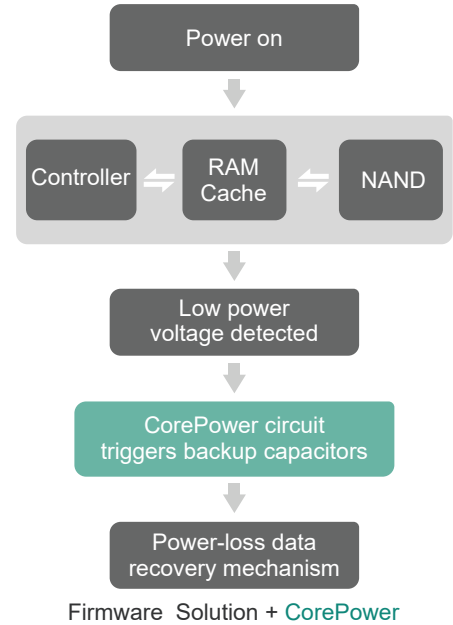 Power on
Controller
RAM
Cache
NAND
Low power
voltage detected
CorePower circuit
triggers backup capacitors
Power-loss data
recovery mechanism
Firmware Solution + CorePower